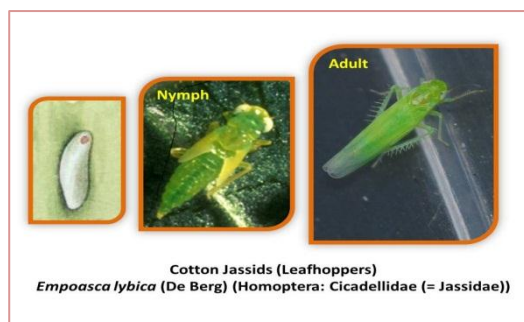 Nymph
Adult
Cotton Jassids (Leafhoppers)
Empoasca lybica (De Berg) (Homoptera: Cicadellidae (= Jassidae))